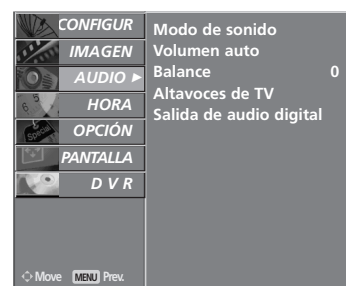 CONFIGUR
IMAGEN
AUDIO ►
HORA
OPCIÓN
PANTALLA
D V R
Modo de sonido
Volumen auto
Balance 0
Altavoces de TV
Salida de audio digital
Special
Move MENU Prev.